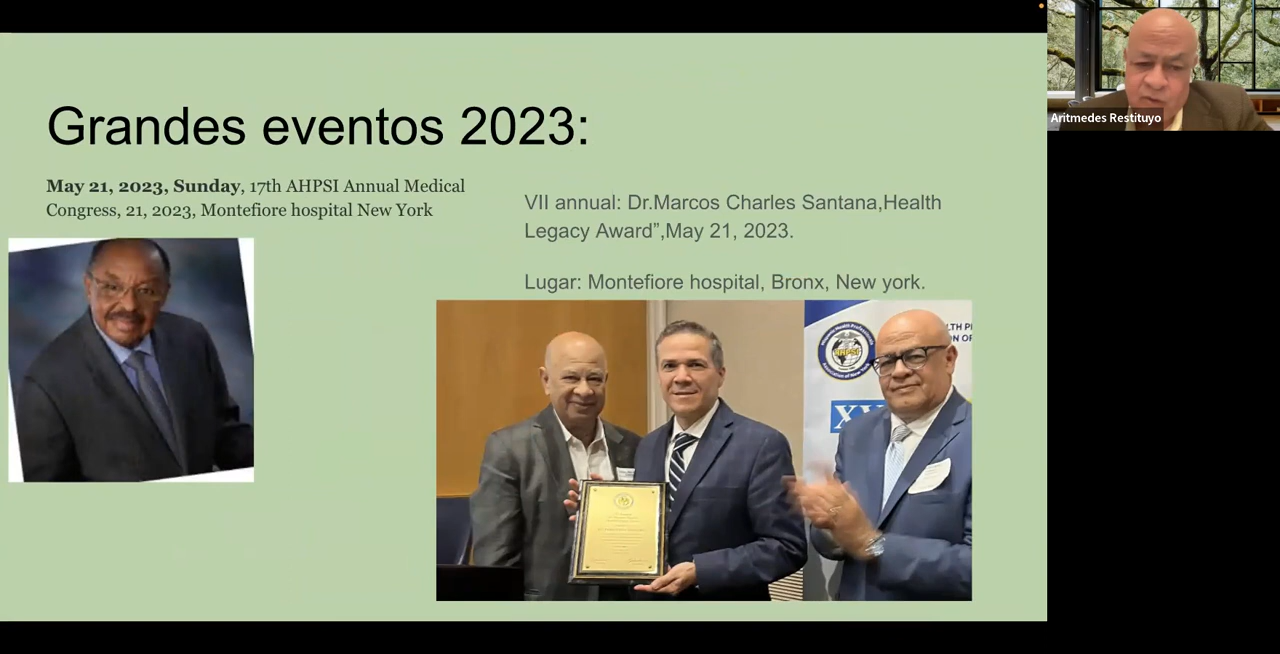 Grandes eventos 2023:
May 21, 2023, Sunday, 17th AHPSI Annual Medical
Congress, 21, 2023, Montefiore hospital New York
VII annual: Dr.Marcos Charles Santana,Health
Legacy Award”,May 21, 2023.
Lugar: Montefiore hospital, Bronx, New york.
AHPSI
Aritmedes Restituyo